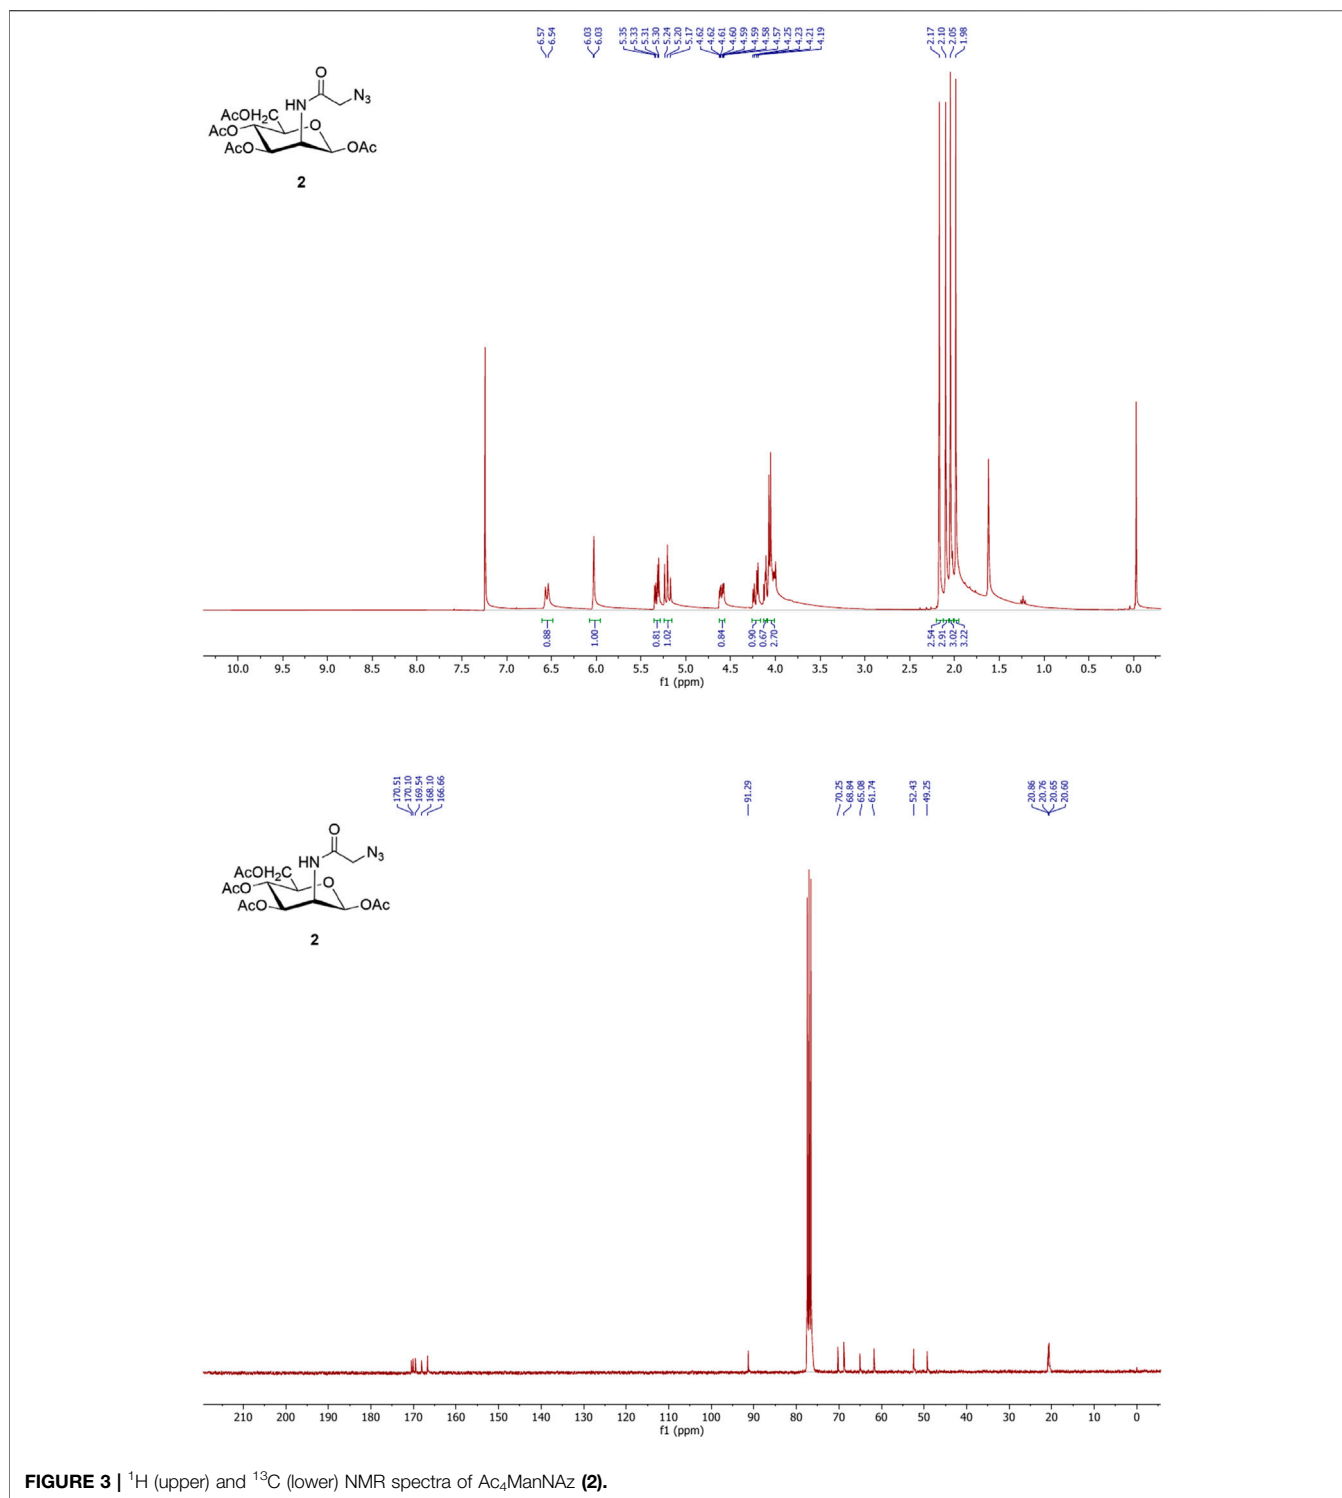 6.57
6.54
6.03
6.03
5.35
5.33
5.31
5.30
5.24
5.20
5.17
4.62
4.62
4.61
4.60
4.59
4.59
4.58
4.57
4.25
4.23
4.21
4.19
2.17
2.10
2.05
1.98
O
HN
N3
AcOH2C
O
AcO
AcO
OAc
2
0.88
1.00
0.81
1.02
0.84
0.90
0.67
2.70
2.54
2.91
3.02
3.22
10.0 9.5 9.0 8.5 8.0 7.5 7.0 6.5 6.0 5.5 5.0 4.5 4.0 3.5 3.0 2.5 2.0 1.5 1.0 0.5 0.0
f1 (ppm)
170.51
170.10
169.54
168.10
166.66
91.29
70.25
68.84
65.08
61.74
52.43
49.25
20.86
20.76
20.65
20.60
O
HN
N3
AcOH2C
O
AcO
AcO
OAc
2
210 200 190 180 170 160 150 140 130 120 110 100 90 80 70 60 50 40 30 20 10 0
f1 (ppm)
FIGURE 3 | 1H (upper) and 13C (lower) NMR spectra of Ac4ManNAz (2).